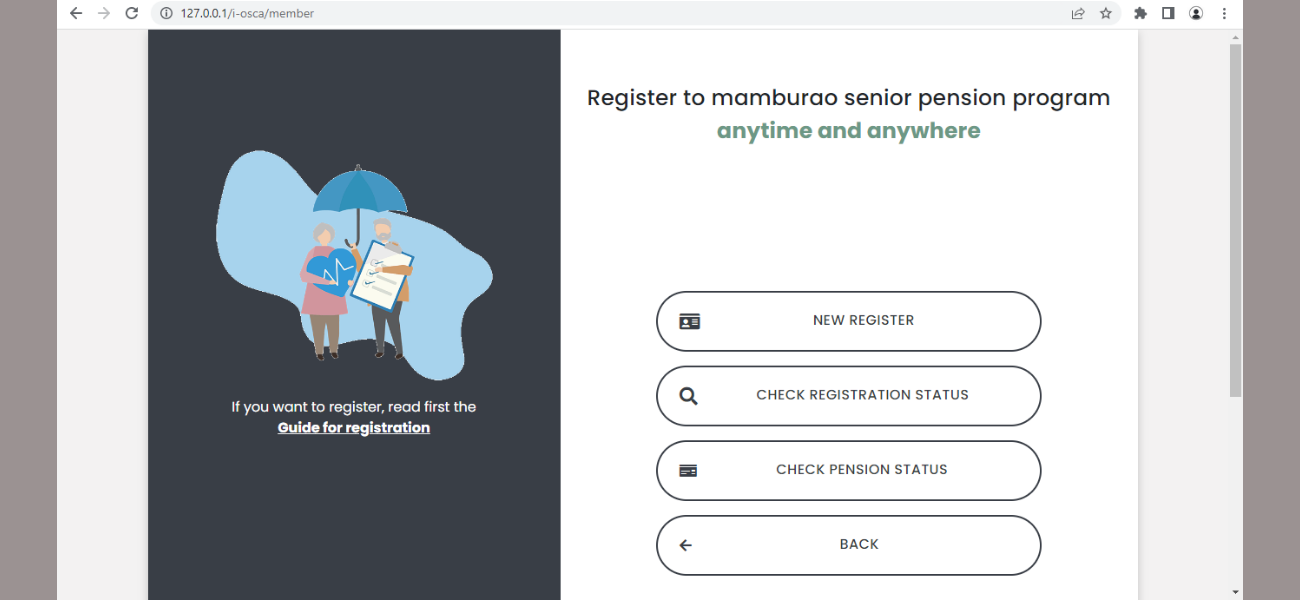 127.0.0.1/i-osca/member
Register to mamburao senior pension program
anytime and anywhere
If you want to register, read first the
Guide for registration
NEW REGISTER
CHECK REGISTRATION STATUS
CHECK PENSION STATUS
BACK